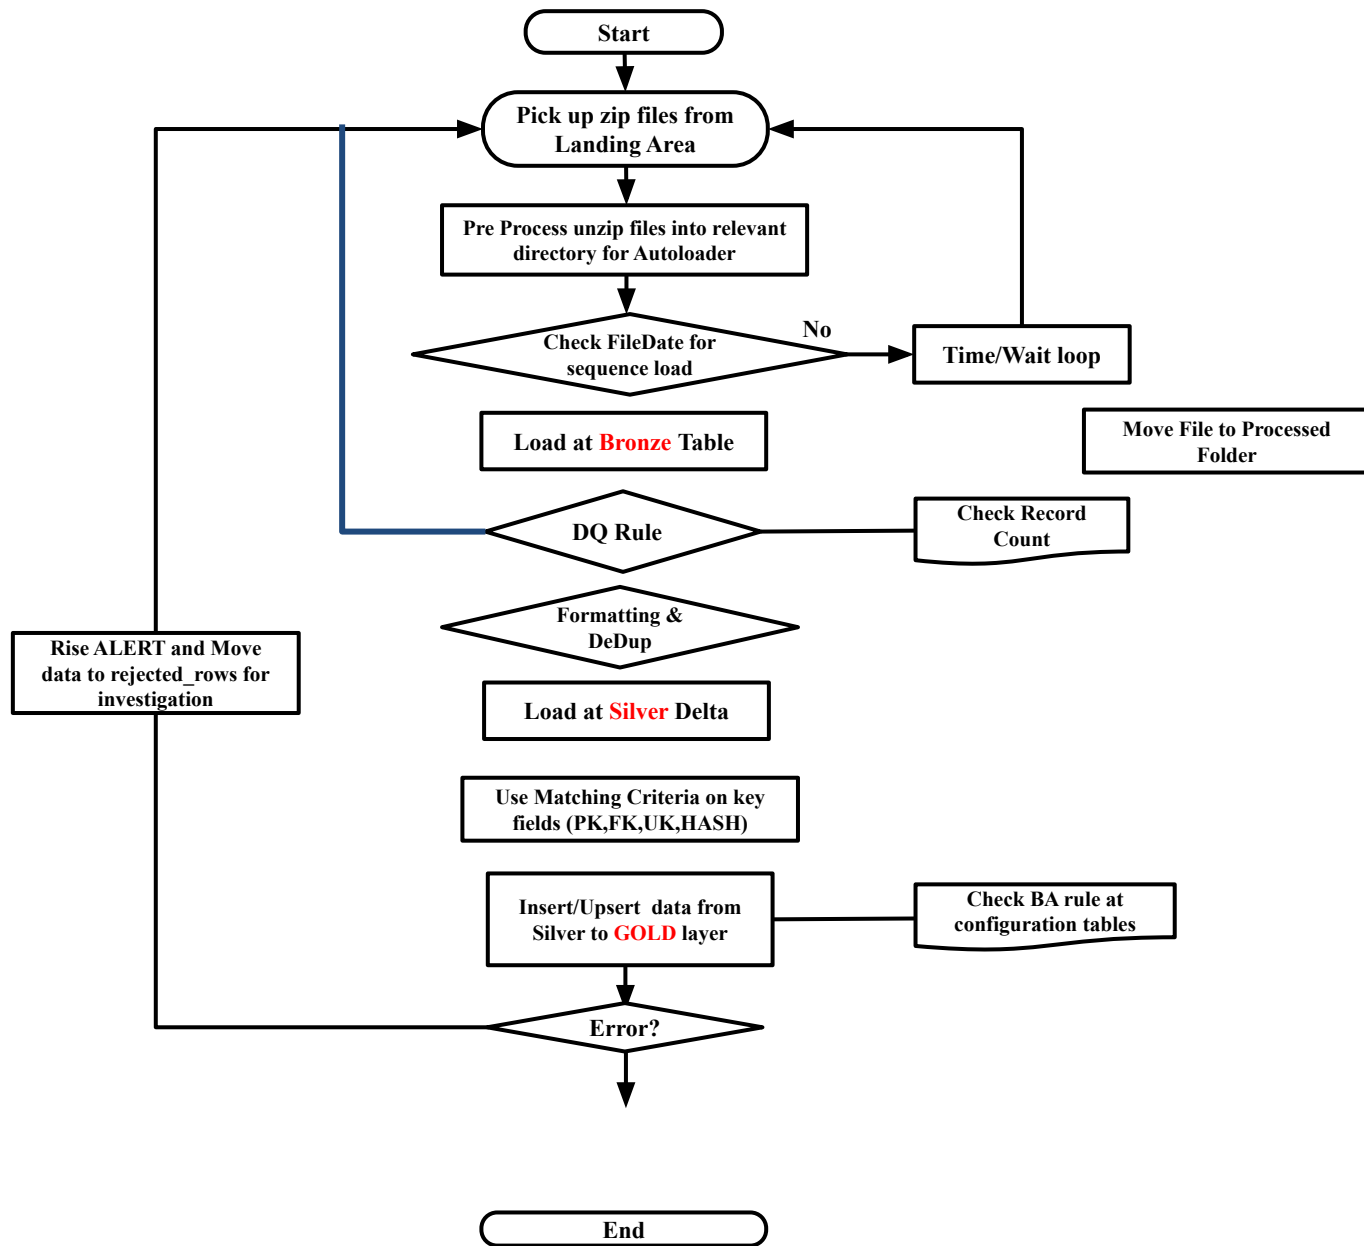 Start
Pick up zip files from
Landing Area
Pre Process unzip files into relevant
directory for Autoloader
Check FileDate for
sequence load
No
Time/Wait loop
Load at Bronze Table
Move File to Processed
Folder
DQ Rule
Check Record
Count
Formatting &
DeDup
Rise ALERT and Move
data to rejected_rows for
investigation
Load at Silver Delta
Use Matching Criteria on key
fields (PK,FK,UK,HASH)
Insert/Upsert data from
Silver to GOLD layer
Check BA rule at
configuration tables
Error?
End